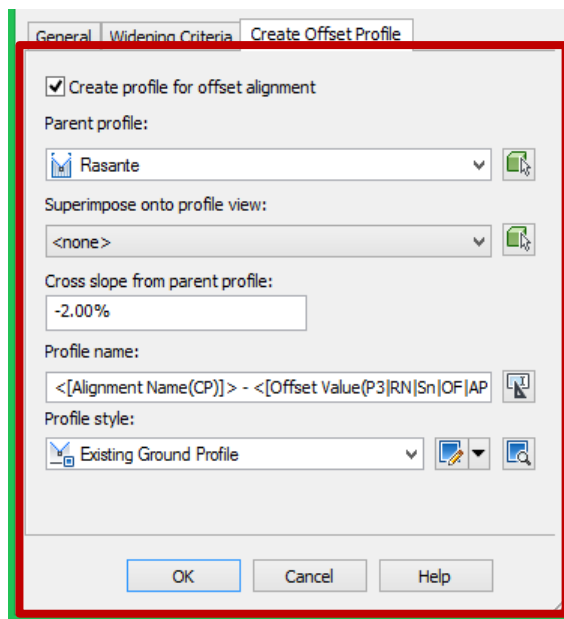 General Widening Criteria Create Offset Profile
Create profile for offset alignment
Parent profile:
Rasante
Superimpose onto profile view:
<none>
Cross slope from parent profile:
-2.00%
Profile name:
<[Alignment Name(CP)]> - <[Offset Value(P3|RN|Sn|OF|AP
Profile style:
Existing Ground Profile
OK Cancel Help